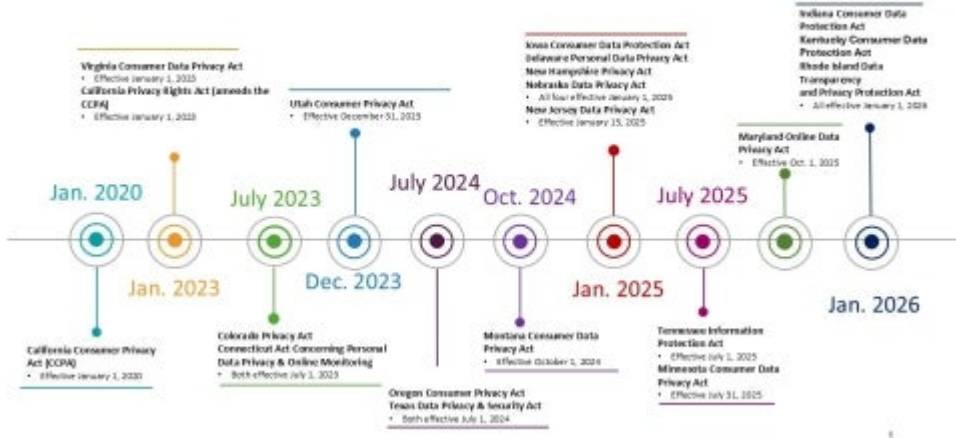 Indiana Consumer Data
Protection Act
Kentucky Consumer Data
Protection Act
Rhode Island Data
Transparency
and Privacy Protection Act
• All effective January 1, 2026
Iowa Consumer Data Protection Act
Delaware Personal Data Privacy Act
New Hampshire Privacy Act
Nebraska Data Privacy Act
• All four effective January 1, 2025
New Jersey Data Privacy Act
• Effective January 15, 2025
Virginia Consumer Data Privacy Act
• Effective January 1, 2023
California Privacy Rights Act (amends the
CCPA)
• Effective January 1, 2023
Utah Consumer Privacy Act
• Effective December 31, 2023
Maryland Online Data
Privacy Act
• Effective Oct. 1, 2025
Jan. 2020
July 2023
July 2024
Oct. 2024
July 2025
Jan. 2023
Dec. 2023
Jan. 2025
Jan. 2026
California Consumer Privacy
Act (CCPA)
• Effective January 1, 2020
Colorado Privacy Act
Connecticut Act Concerning Personal
Data Privacy & Online Monitoring
• Both effective July 1, 2023
Oregon Consumer Privacy Act
Texas Data Privacy & Security Act
• Both effective July 1, 2024
Montana Consumer Data
Privacy Act
• Effective October 1, 2024
Tennessee Information
Protection Act
• Effective July 1, 2025
Minnesota Consumer Data
Privacy Act
• Effective July 31, 2025